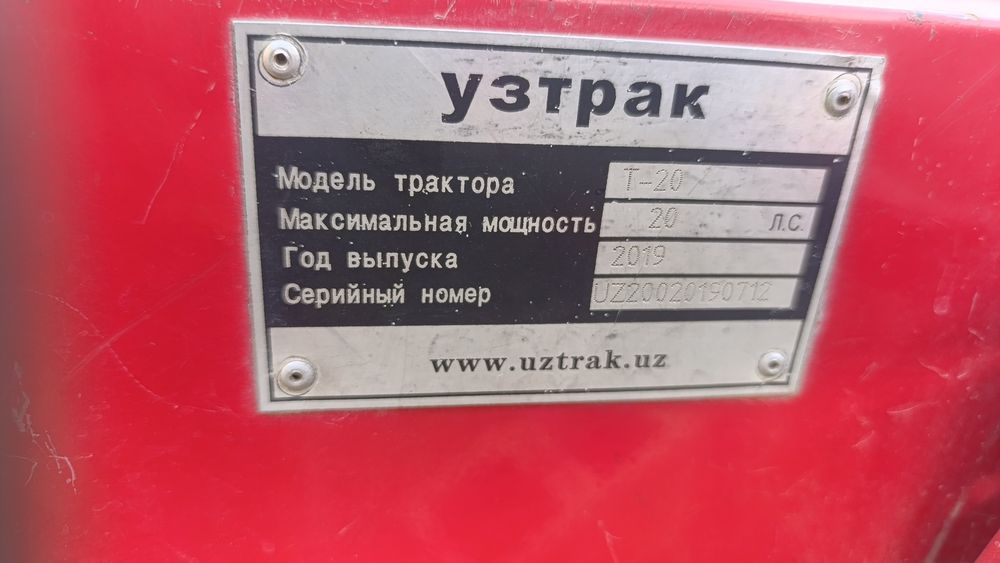 узтрак
Модель трактора Т-20
Максимальная мощность 20 Л.С.
Год выпуска 2019
Серийный номер UZ20020190712
www.uztrak.uz